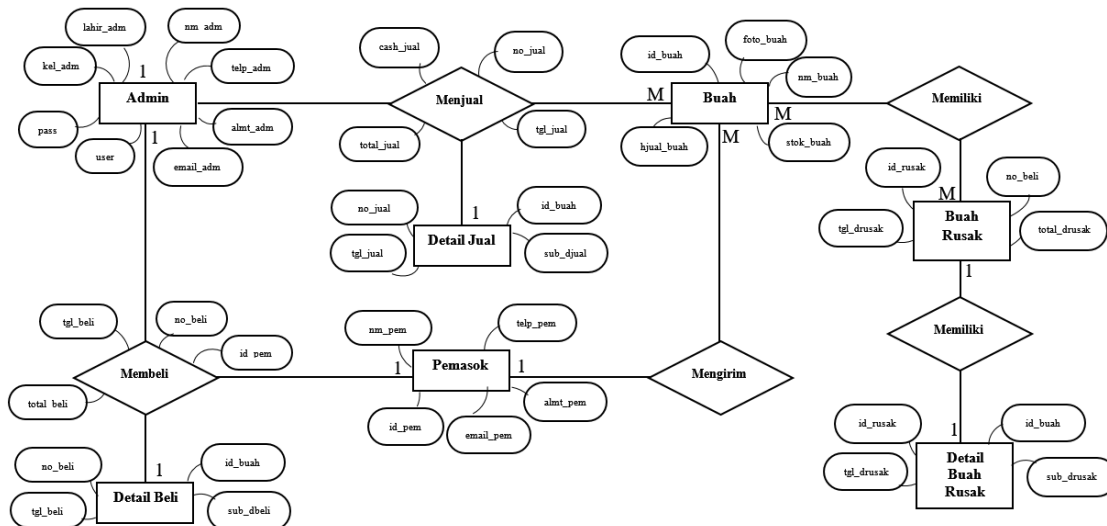 lahir_adm
nm_adm
kel_adm
telp_adm
1
Admin
pass
almt_adm
user
1
email_adm
cash_jual
no_jual
Menjual
total_jual
tgl_jual
id_buah
foto_buah
nm_buah
M
Buah
M
hjual_buah
M
stok_buah
Memiliki
no_jual
id_buah
1
Detail Jual
tgl_jual
sub_djual
id_rusak
no_beli
M
Buah
Rusak
tgl_drusak
total_drusak
1
tgl_beli
no_beli
id_pem
Membeli
total_beli
nm_pem
telp_pem
1
Pemasok
1
almt_pem
id_pem
email_pem
Mengirim
Memiliki
no_beli
id_buah
1
Detail Beli
tgl_beli
sub_dbeli
id_rusak
id_buah
1
Detail
Buah
Rusak
tgl_drusak
sub_drusak